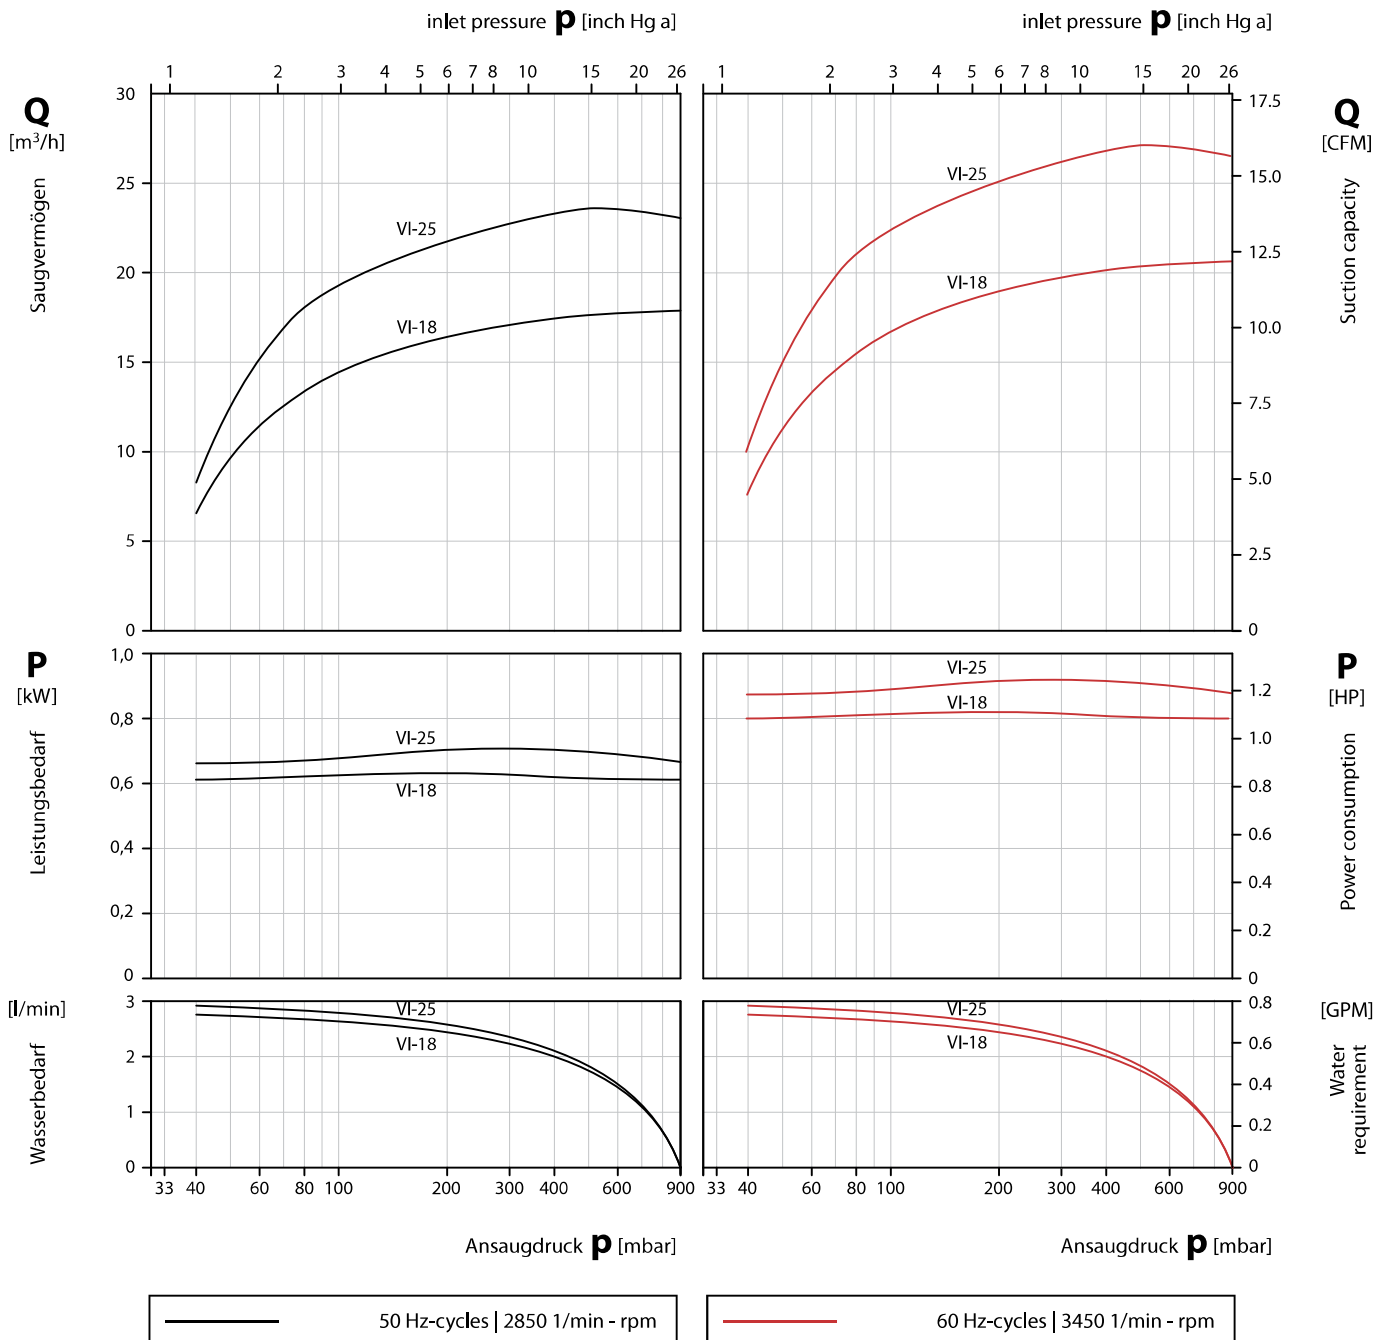 inlet pressure p [inch Hg a]
inlet pressure p [inch Hg a]
1 2 3 4 5 6 7 8 10 15 20 26
1 2 3 4 5 6 7 8 10 15 20 26
Q
[m³/h]
Saugvermögen
30
25
20
15
10
5
0
VI-25
VI-18
VI-25
VI-18
17.5
15.0
12.5
10.0
7.5
5.0
2.5
0
Q
[CFM]
Suction capacity
P
[kW]
Leistungsbedarf
1,0
0,8
0,6
0,4
0,2
0
VI-25
VI-18
VI-25
VI-18
1.2
1.0
0.8
0.6
0.4
0.2
0
P
[HP]
Power consumption
[l/min]
Wasserbedarf
3
2
1
0
VI-25
VI-18
VI-25
VI-18
0.8
0.6
0.4
0.2
0
[GPM]
Water
requirement
33 40 60 80 100 200 300 400 600 900
33 40 60 80 100 200 300 400 600 900
Ansaugdruck p [mbar]
Ansaugdruck p [mbar]
50 Hz-cycles | 2850 1/min - rpm
60 Hz-cycles | 3450 1/min - rpm